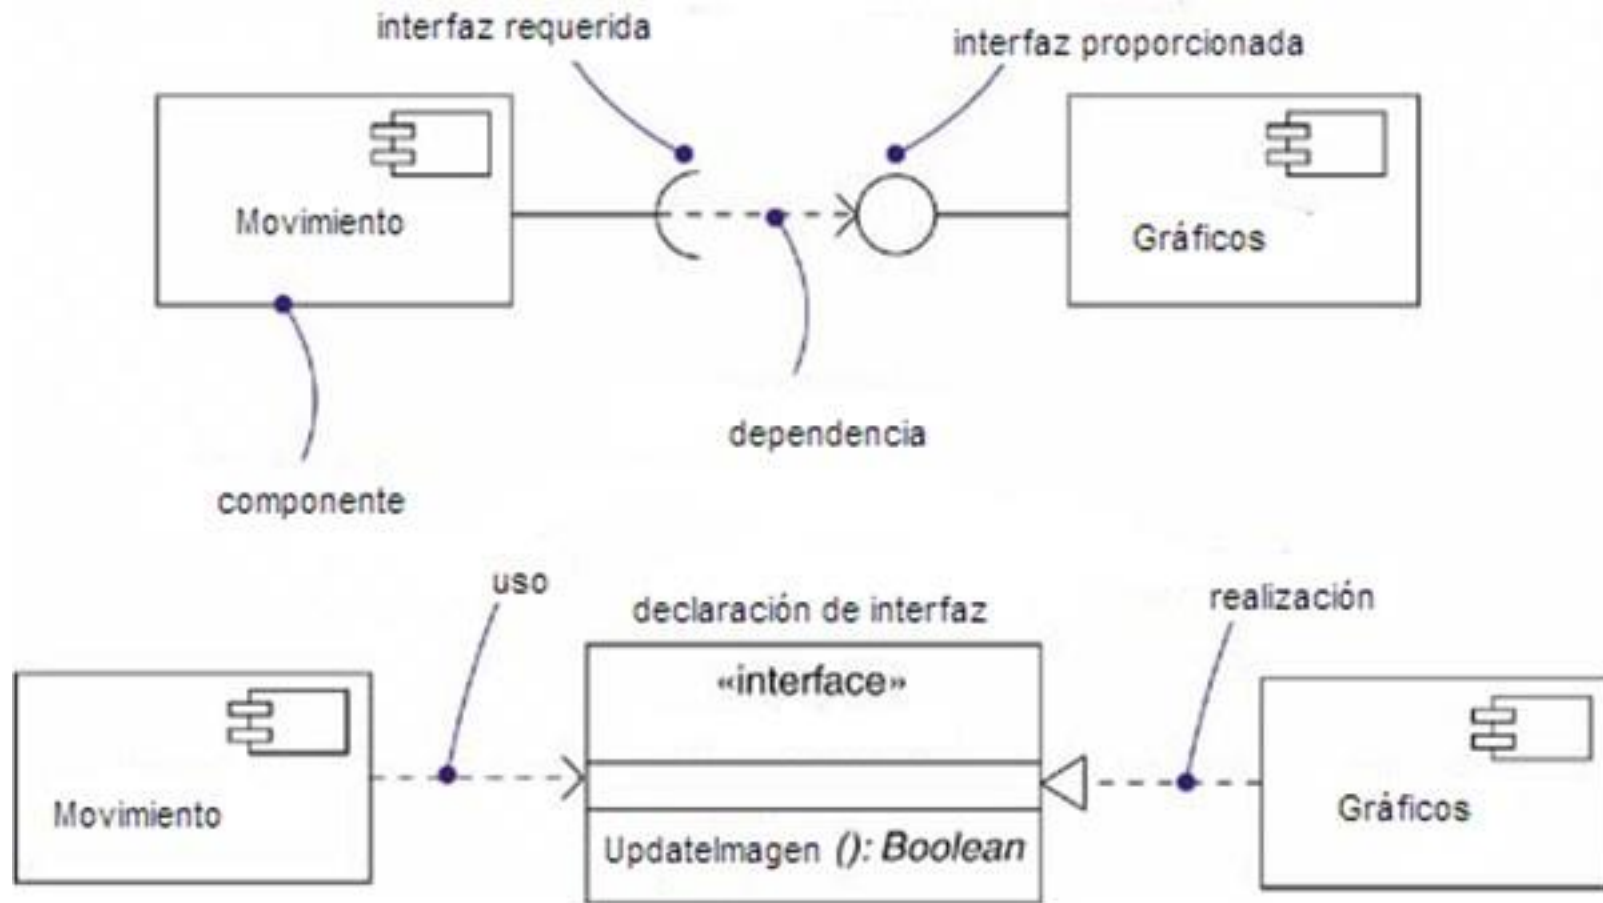 interfaz requerida
interfaz proporcionada
Movimiento
Gráficos
dependencia
componente
uso
declaración de interfaz
realización
«interface»
Movimiento
Gráficos
UpdateImagen (): Boolean